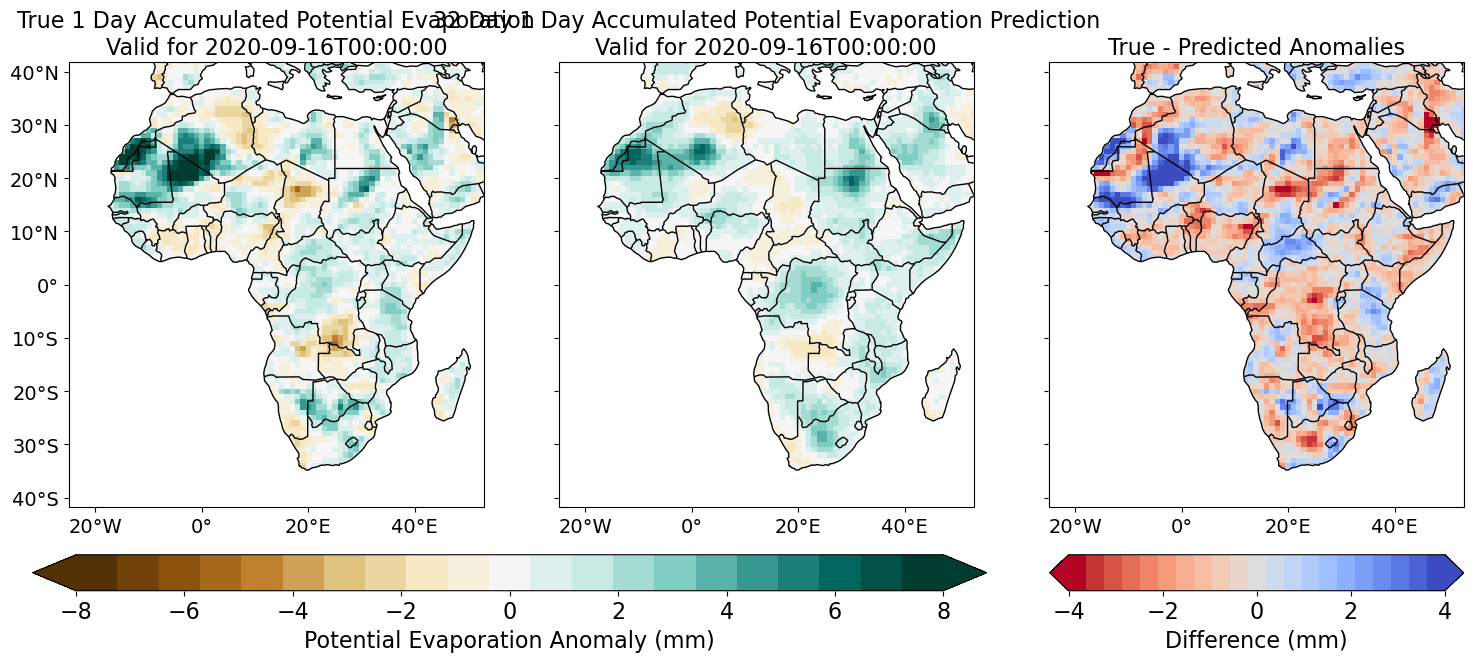 True 1 Day Accumulated Potential Evaporation
32 Day 1 Day Accumulated Potential Evaporation Prediction
Valid for 2020-09-16T00:00:00
Valid for 2020-09-16T00:00:00
True - Predicted Anomalies
40°N
30°N
20°N
10°N
0°
10°S
20°S
30°S
40°S
20°W 0° 20°E 40°E
20°W 0° 20°E 40°E
20°W 0° 20°E 40°E
−8 −6 −4 −2 0 2 4 6 8
Potential Evaporation Anomaly (mm)
−4 −2 0 2 4
Difference (mm)